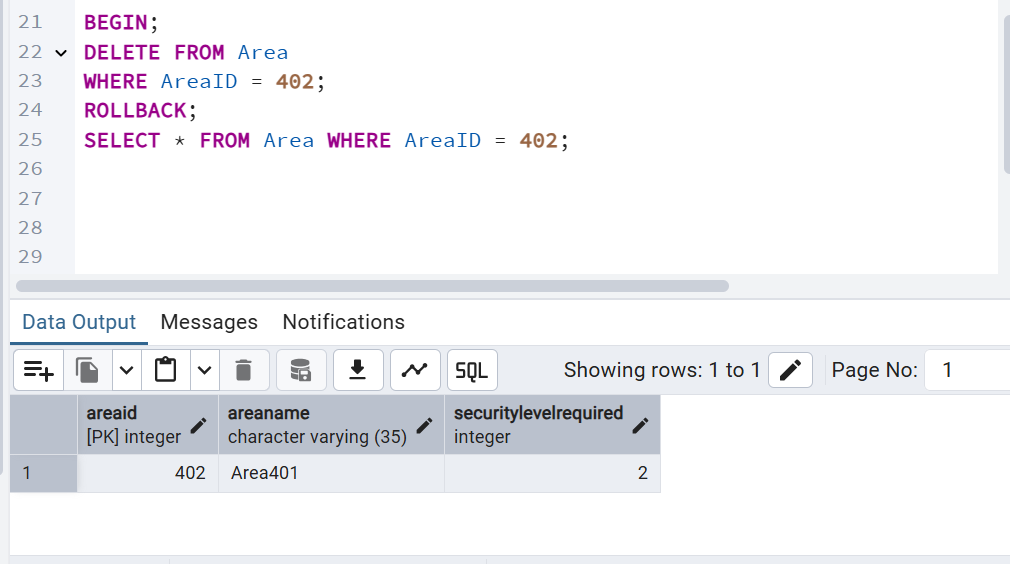 21 BEGIN;
22 DELETE FROM Area
23 WHERE AreaID = 402;
24 ROLLBACK;
25 SELECT * FROM Area WHERE AreaID = 402;
26
27
28
29
Data Output Messages Notifications
SQL Showing rows: 1 to 1 Page No: 1
areaid areaname securitylevelrequired
[PK] integer character varying (35) integer
1 402 Area401 2